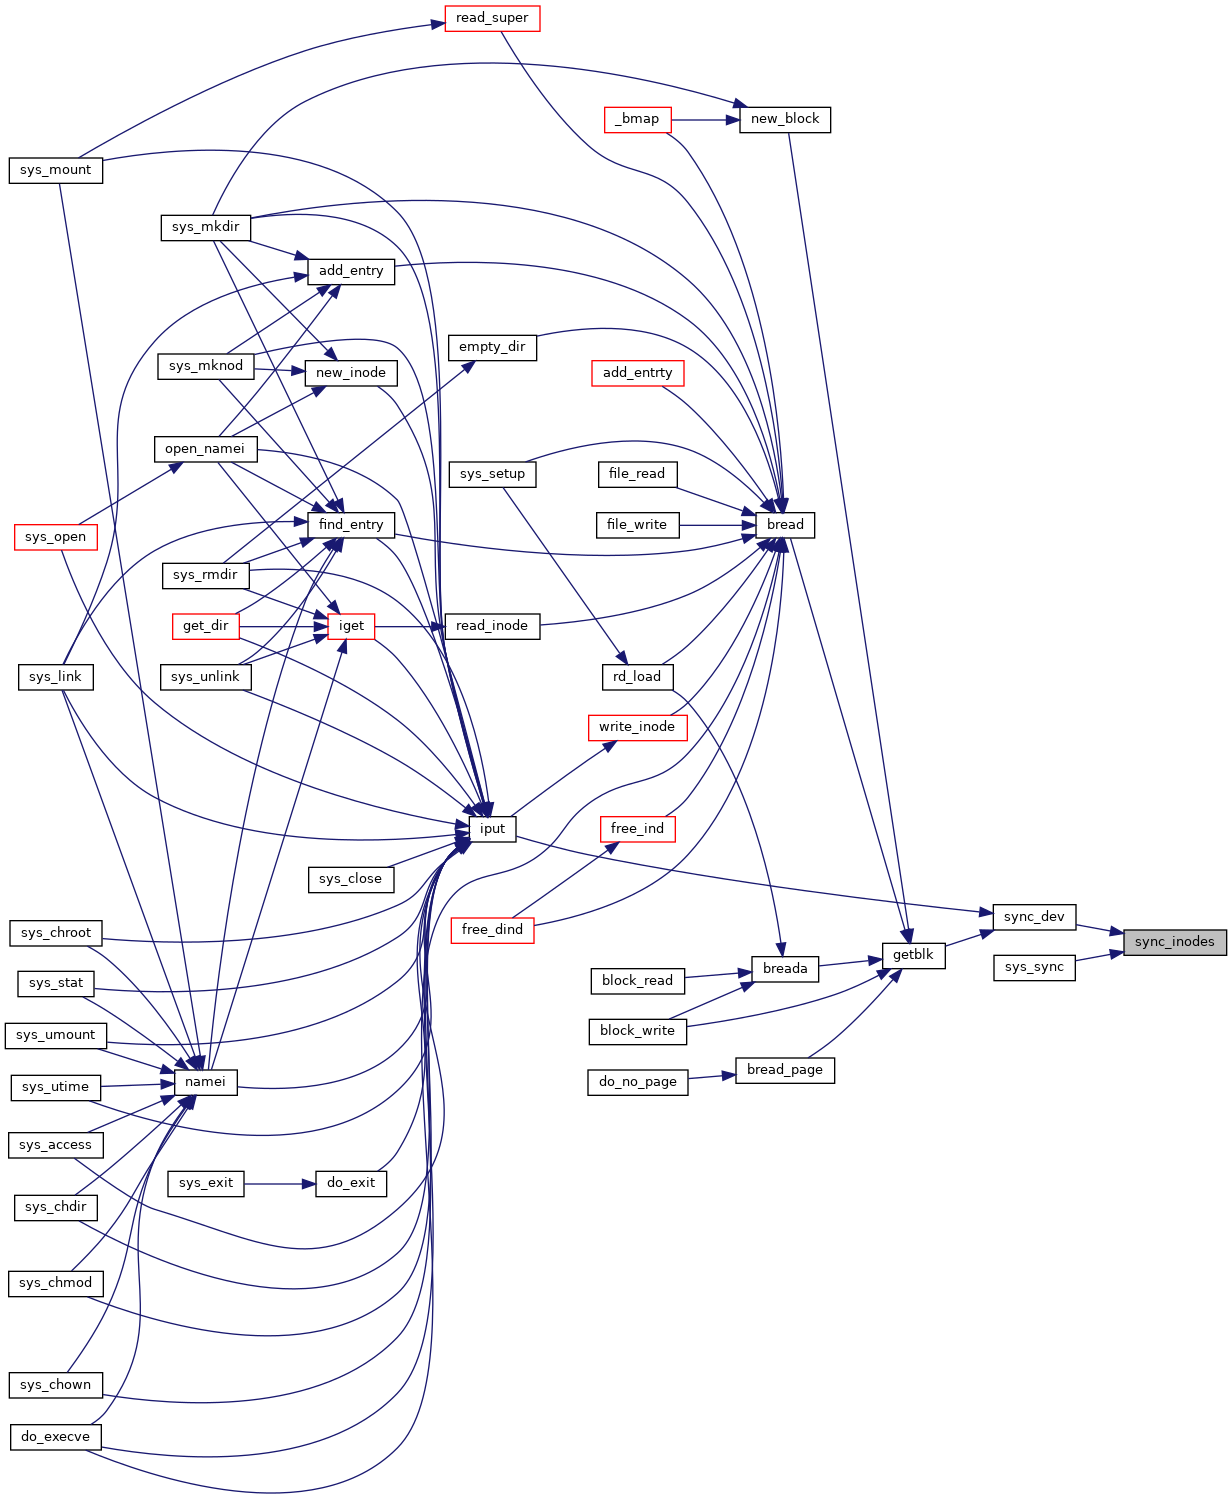 read_super
_bmap
new_block
sys_mount
sys_mkdir
add_entry
empty_dir
sys_mknod
new_inode
add_entrty
open_namei
sys_setup
file_read
find_entry
file_write
bread
sys_open
sys_rmdir
get_dir
iget
read_inode
sys_link
sys_unlink
rd_load
write_inode
iput
free_ind
sys_close
sync_dev
sys_chroot
free_dind
sync_inodes
getblk
breada
sys_sync
sys_stat
block_read
sys_umount
block_write
bread_page
namei
do_no_page
sys_utime
sys_access
sys_exit
do_exit
sys_chdir
sys_chmod
sys_chown
do_execve